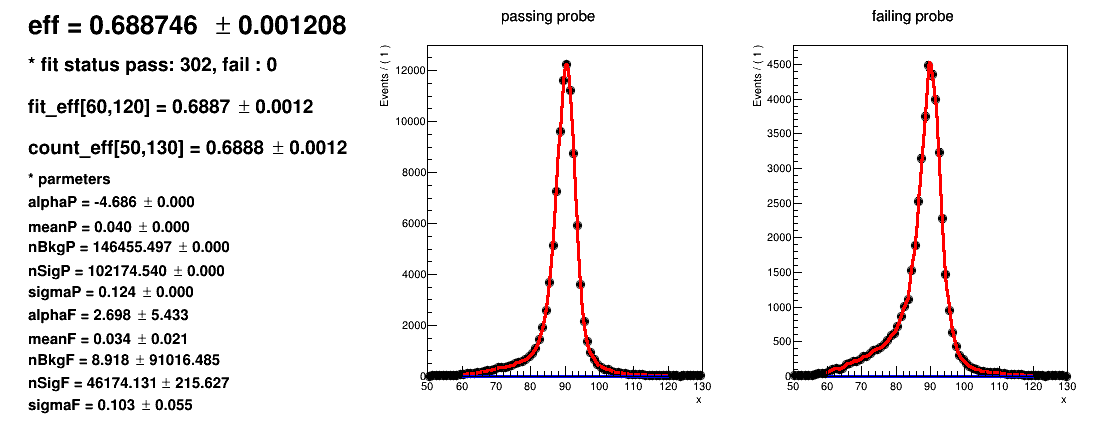 eff = 0.688746 ± 0.001208
* fit status pass: 302, fail : 0
fit_eff[60,120] = 0.6887 ± 0.0012
count_eff[50,130] = 0.6888 ± 0.0012
* parmeters
alphaP = -4.686 ± 0.000
meanP = 0.040 ± 0.000
nBkgP = 146455.497 ± 0.000
nSigP = 102174.540 ± 0.000
sigmaP = 0.124 ± 0.000
alphaF = 2.698 ± 5.433
meanF = 0.034 ± 0.021
nBkgF = 8.918 ± 91016.485
nSigF = 46174.131 ± 215.627
sigmaF = 0.103 ± 0.055
passing probe
Events / ( 1 )
12000
10000
8000
6000
4000
2000
0
50 60 70 80 90 100 110 120 130
x
failing probe
Events / ( 1 )
4500
4000
3500
3000
2500
2000
1500
1000
500
0
50 60 70 80 90 100 110 120 130
x